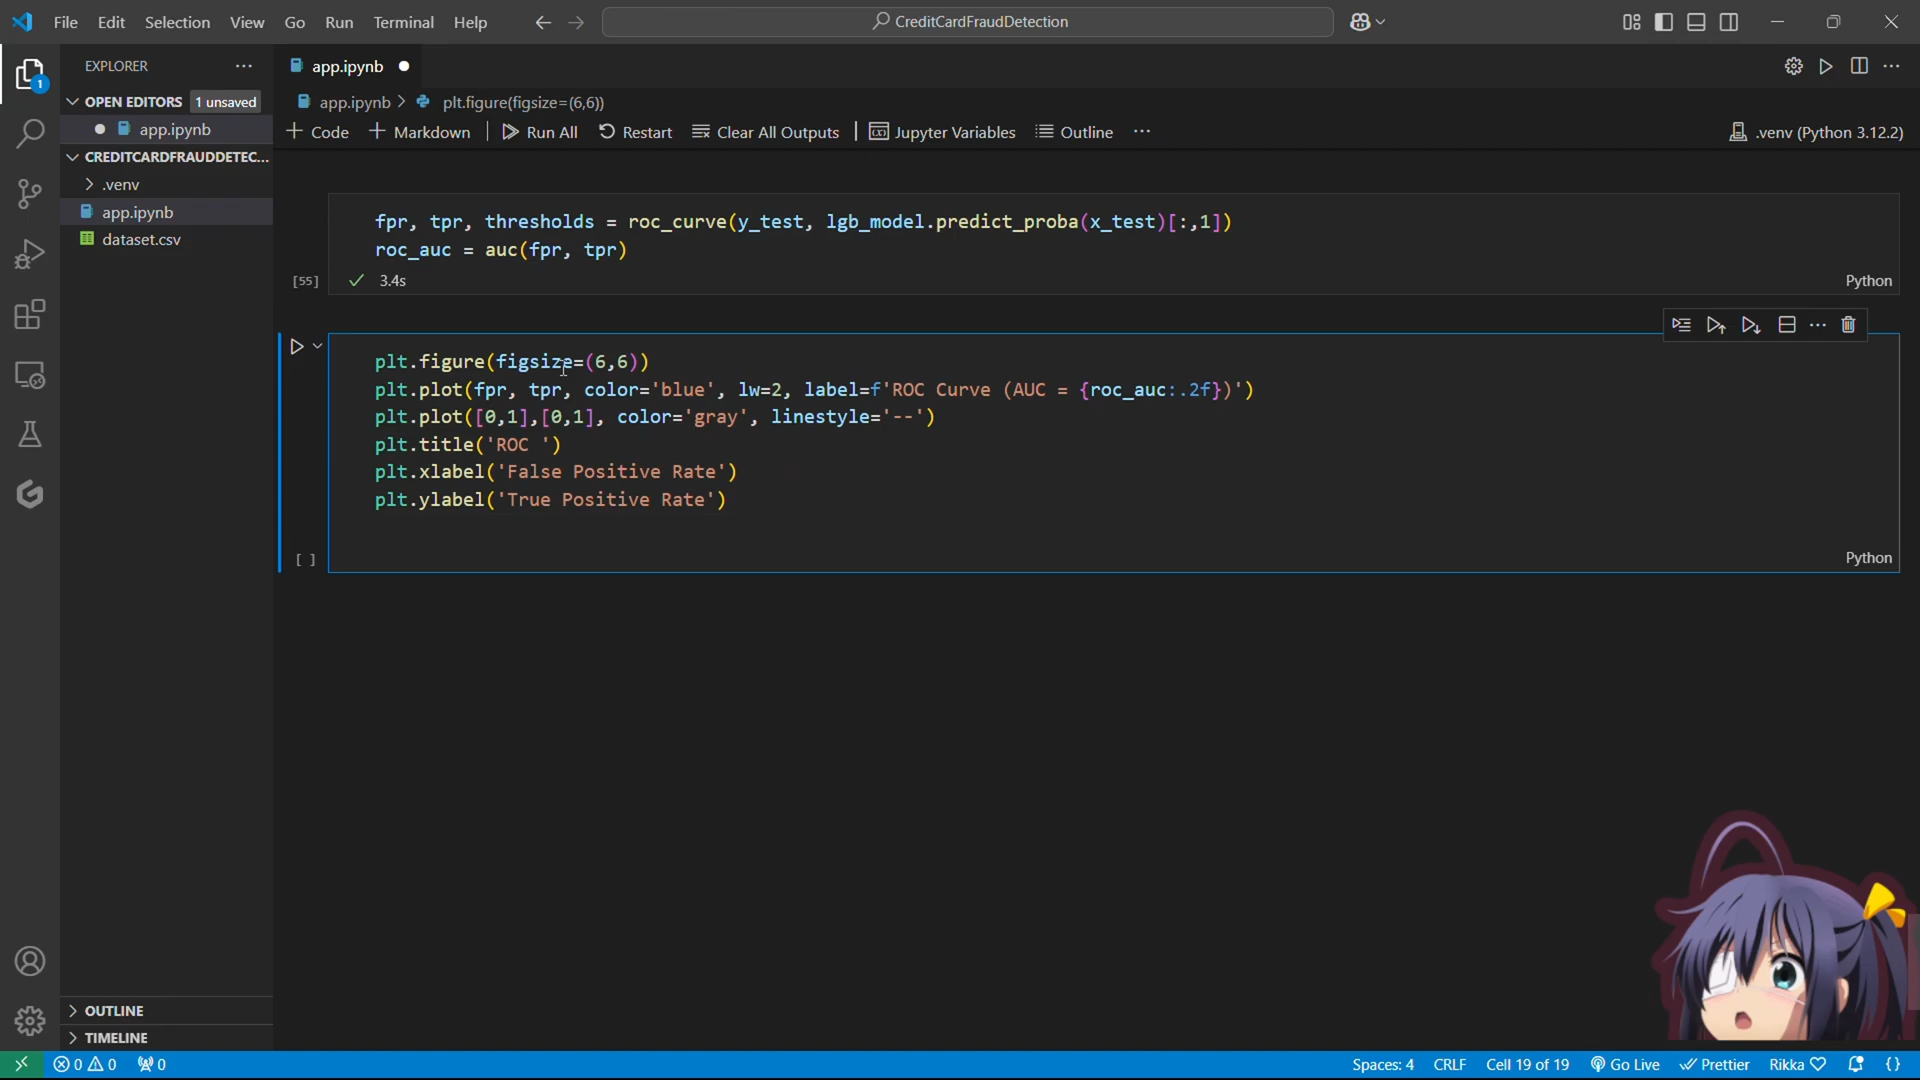 File Edit Selection View Go Run Terminal Help
CreditCardFraudDetection
EXPLORER
1
OPEN EDITORS 1 unsaved
app.ipynb
CREDITCARDFRAUDDETEC...
.venv
app.ipynb
dataset.csv
OUTLINE
TIMELINE
app.ipynb
app.ipynb > plt.figure(figsize=(6,6))
+ Code + Markdown Run All Restart Clear All Outputs Jupyter Variables Outline ...
.venv (Python 3.12.2)
fpr, tpr, thresholds = roc_curve(y_test, lgb_model.predict_proba(x_test)[:,1])
roc_auc = auc(fpr, tpr)
[55] ✓ 3.4s
Python
plt.figure(figsize=(6,6))
plt.plot(fpr, tpr, color='blue', lw=2, label=f'ROC Curve (AUC = {roc_auc:.2f})')
plt.plot([0,1],[0,1], color='gray', linestyle='--')
plt.title('ROC ')
plt.xlabel('False Positive Rate')
plt.ylabel('True Positive Rate')
[ ]
Python
0 0 0
Spaces: 4 CRLF Cell 19 of 19 Go Live Prettier Rikka ♡ {}